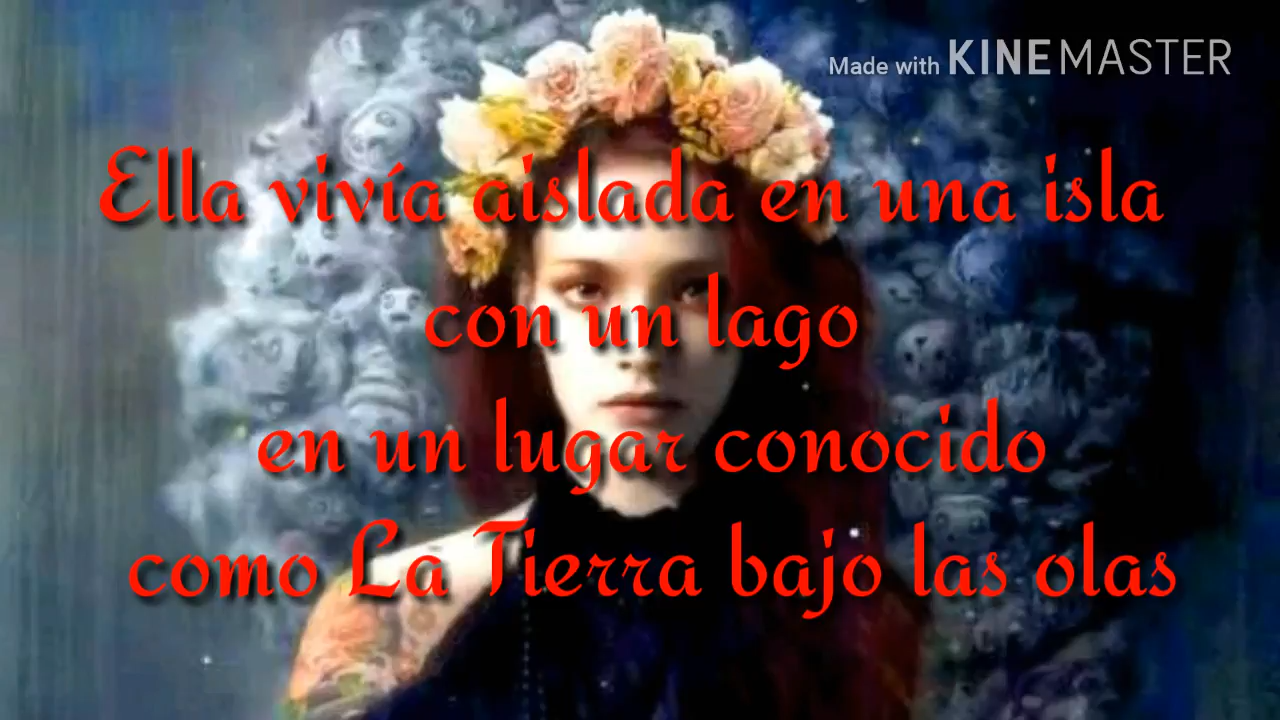 Made with KINEMASTER
Ella vivía aislada en una isla
con un lago
en un lugar conocido
como La Tierra bajo las olas